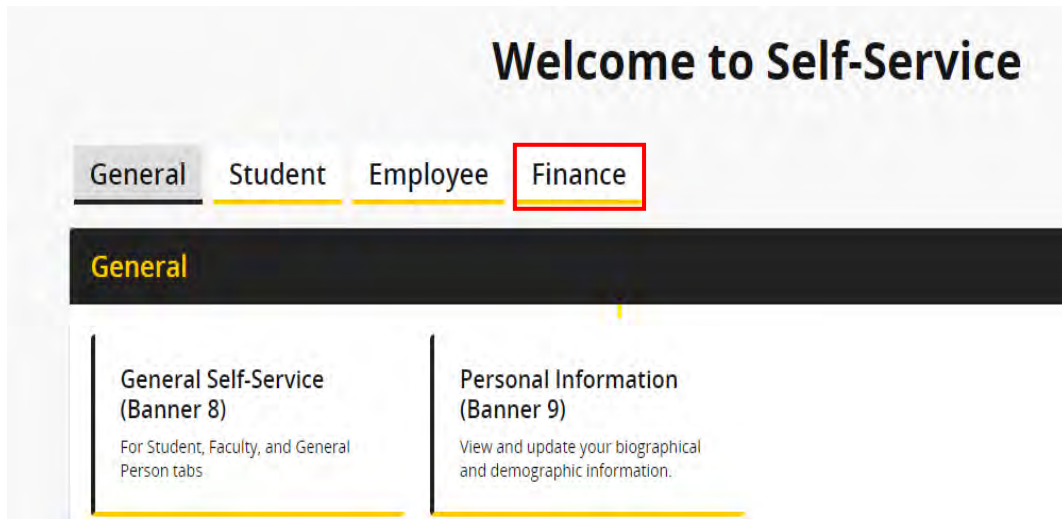 Welcome to Self-Service
General Student Employee Finance
General
General Self-Service
(Banner 8)
For Student, Faculty, and General
Person tabs
Personal Information
(Banner 9)
View and update your biographical
and demographic information.